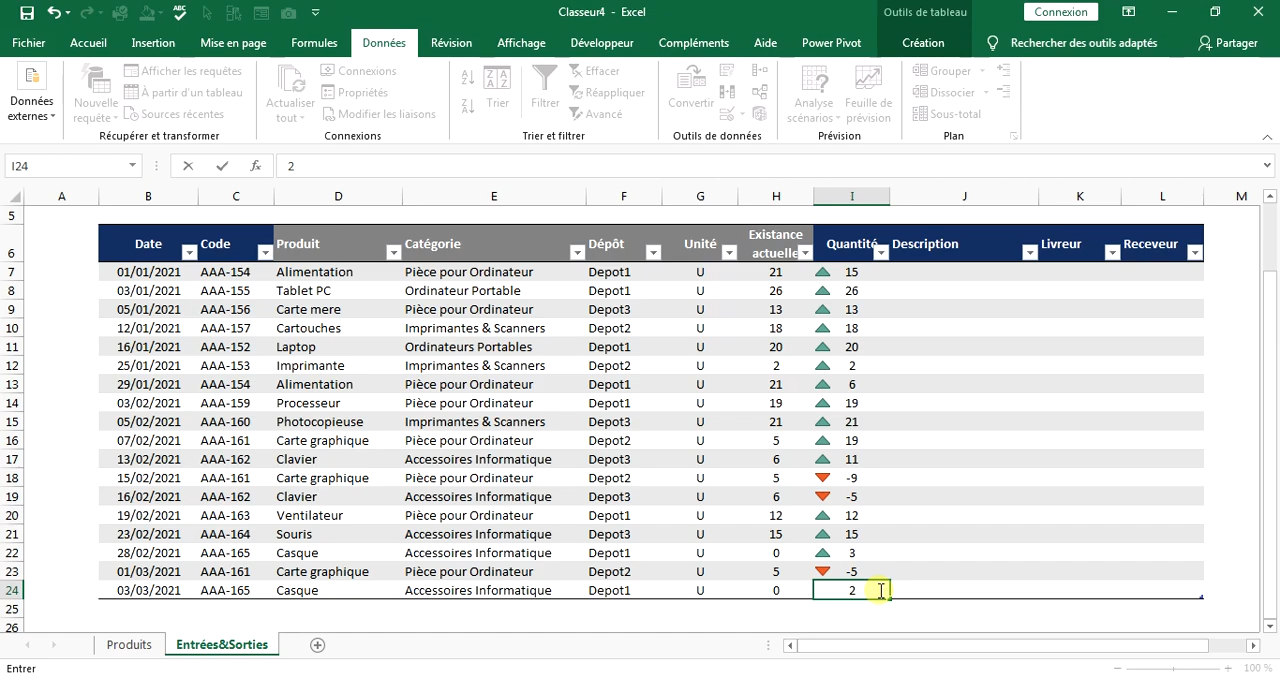 Classeur4 - Excel
Outils de tableau
Connexion
Fichier Accueil Insertion Mise en page Formules Données Révision Affichage Développeur Compléments Aide Power Pivot Création Rechercher des outils adaptés Partager
Données externes
Nouvelle requête
Afficher les requêtes
À partir d'un tableau
Sources récentes
Récupérer et transformer
Actualiser tout
Connexions
Propriétés
Modifier les liaisons
Connexions
Trier
Filtrer
Effacer
Réappliquer
Avancé
Trier et filtrer
Convertir
Outils de données
Analyse scénarios
Feuille de prévision
Prévision
Grouper
Dissocier
Sous-total
Plan
I24 fx 2
A B C D E F G H I J K L M
5
6 Date Code Produit Catégorie Dépôt Unité Existance actuelle Quantité Description Livreur Receveur
7 01/01/2021 AAA-154 Alimentation Pièce pour Ordinateur Depot1 U 21 15
8 03/01/2021 AAA-155 Tablet PC Ordinateur Portable Depot1 U 26 26
9 05/01/2021 AAA-156 Carte mere Pièce pour Ordinateur Depot3 U 13 13
10 12/01/2021 AAA-157 Cartouches Imprimantes & Scanners Depot2 U 18 18
11 16/01/2021 AAA-152 Laptop Ordinateurs Portables Depot1 U 20 20
12 25/01/2021 AAA-153 Imprimante Imprimantes & Scanners Depot2 U 2 2
13 29/01/2021 AAA-154 Alimentation Pièce pour Ordinateur Depot1 U 21 6
14 03/02/2021 AAA-159 Processeur Pièce pour Ordinateur Depot1 U 19 19
15 05/02/2021 AAA-160 Photocopieuse Imprimantes & Scanners Depot3 U 21 21
16 07/02/2021 AAA-161 Carte graphique Pièce pour Ordinateur Depot2 U 5 19
17 13/02/2021 AAA-162 Clavier Accessoires Informatique Depot3 U 6 11
18 15/02/2021 AAA-161 Carte graphique Pièce pour Ordinateur Depot2 U 5 -9
19 16/02/2021 AAA-162 Clavier Accessoires Informatique Depot3 U 6 -5
20 19/02/2021 AAA-163 Ventilateur Pièce pour Ordinateur Depot1 U 12 12
21 23/02/2021 AAA-164 Souris Accessoires Informatique Depot3 U 15 15
22 28/02/2021 AAA-165 Casque Accessoires Informatique Depot1 U 0 3
23 01/03/2021 AAA-161 Carte graphique Pièce pour Ordinateur Depot2 U 5 -5
24 03/03/2021 AAA-165 Casque Accessoires Informatique Depot1 U 0 2
25
26
Produits Entrées&Sorties
Entrer 100 %